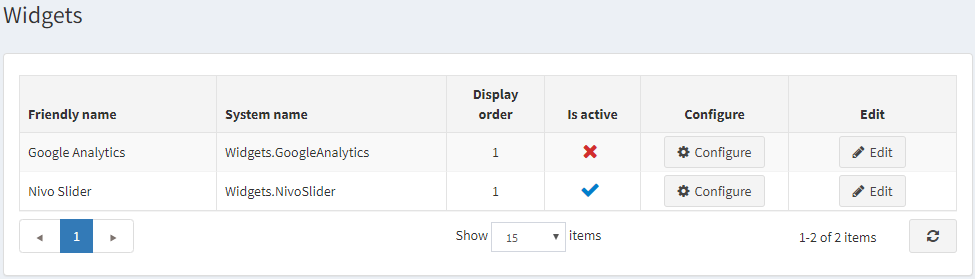 Widgets
Friendly name System name Display order Is active Configure Edit
Google Analytics Widgets.GoogleAnalytics 1 Configure Edit
Nivo Slider Widgets.NivoSlider 1 Configure Edit
1 Show 15 items 1-2 of 2 items